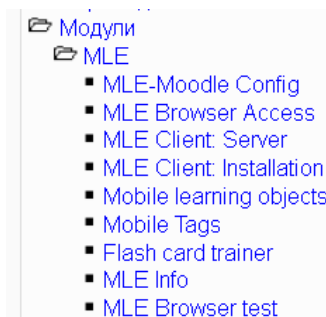 Модули
MLE
MLE-Moodle Config
MLE Browser Access
MLE Client: Server
MLE Client: Installation
Mobile learning objects
Mobile Tags
Flash card trainer
MLE Info
MLE Browser test